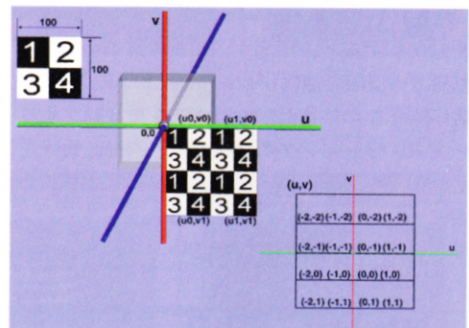 100
v
1 2
3 4
100
(u0,v0) (u1,v0)
u
0,0
1 2 1 2
3 4 3 4
1 2 1 2
3 4 3 4
(u0,v1) (u1,v1)
(u,v)
v
(-2,-2) (-1,-2) (0,-2) (1,-2)
(-2,-1) (-1,-1) (0,-1) (1,-1)
u
(-2,0) (-1,0) (0,0) (1,0)
(-2,1) (-1,1) (0,1) (1,1)